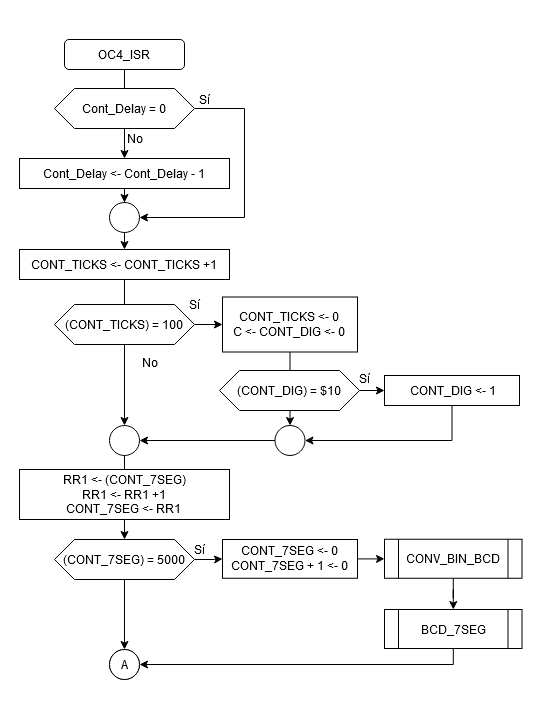 OC4_ISR
Cont_Delay = 0
Sí
No
Cont_Delay <- Cont_Delay - 1
CONT_TICKS <- CONT_TICKS +1
(CONT_TICKS) = 100
Sí
CONT_TICKS <- 0
C <- CONT_DIG <- 0
No
(CONT_DIG) = $10
Sí
CONT_DIG <- 1
RR1 <- (CONT_7SEG)
RR1 <- RR1 +1
CONT_7SEG <- RR1
(CONT_7SEG) = 5000
Sí
CONT_7SEG <- 0
CONT_7SEG + 1 <- 0
CONV_BIN_BCD
BCD_7SEG
A